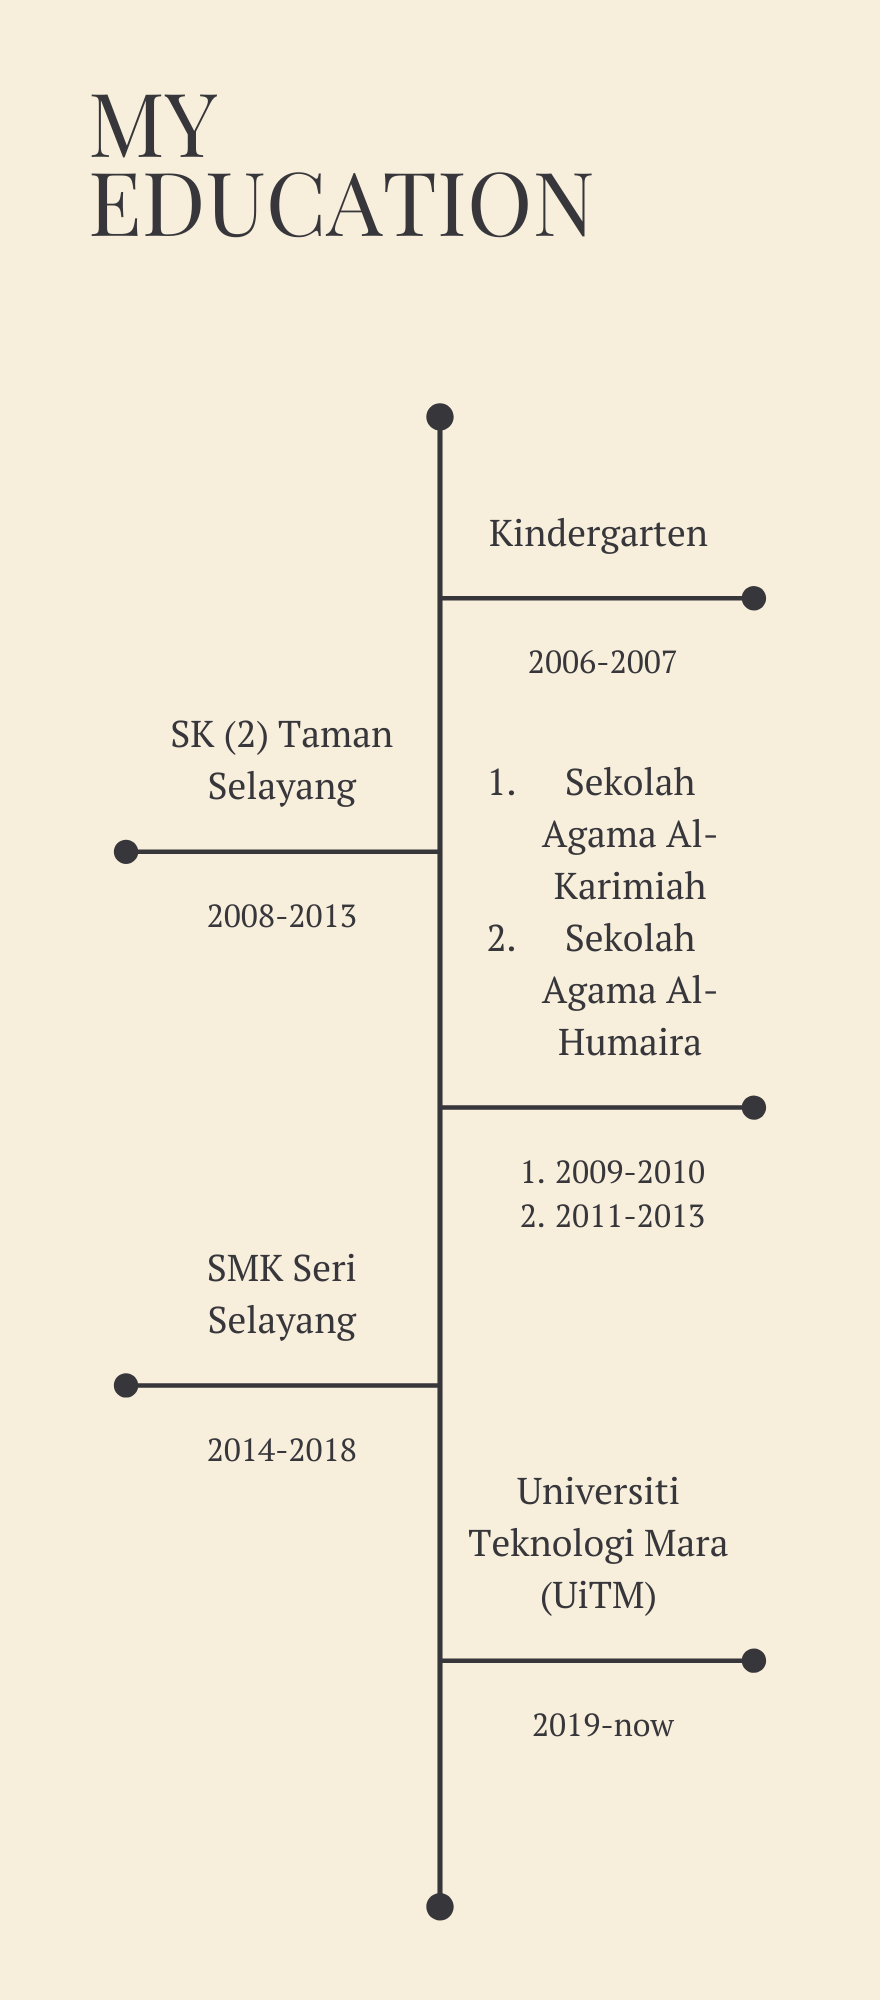 MY
EDUCATION
Kindergarten
2006-2007
SK (2) Taman
Selayang
2008-2013
1. Sekolah
Agama Al-
Karimiah
2. Sekolah
Agama Al-
Humaira
1. 2009-2010
2. 2011-2013
SMK Seri
Selayang
2014-2018
Universiti
Teknologi Mara
(UiTM)
2019-now